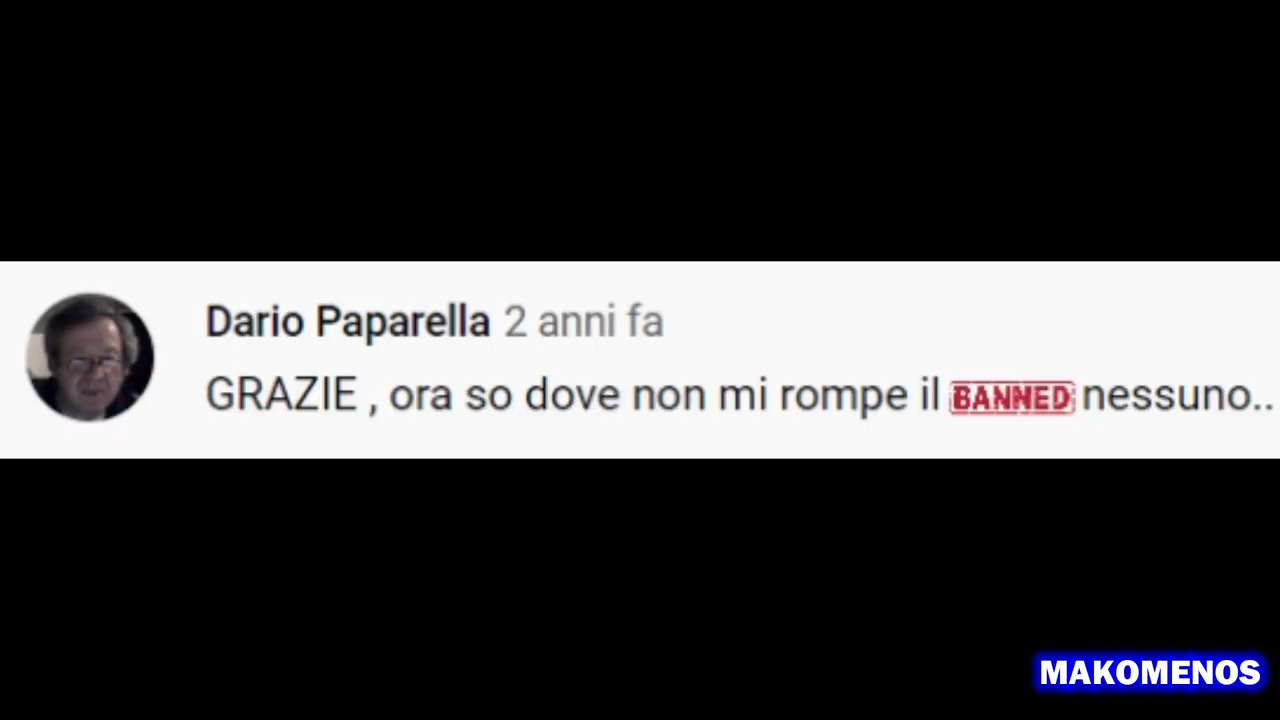 Dario Paparella 2 anni fa
GRAZIE , ora so dove non mi rompe il BANNED nessuno..
MAKOMENOS